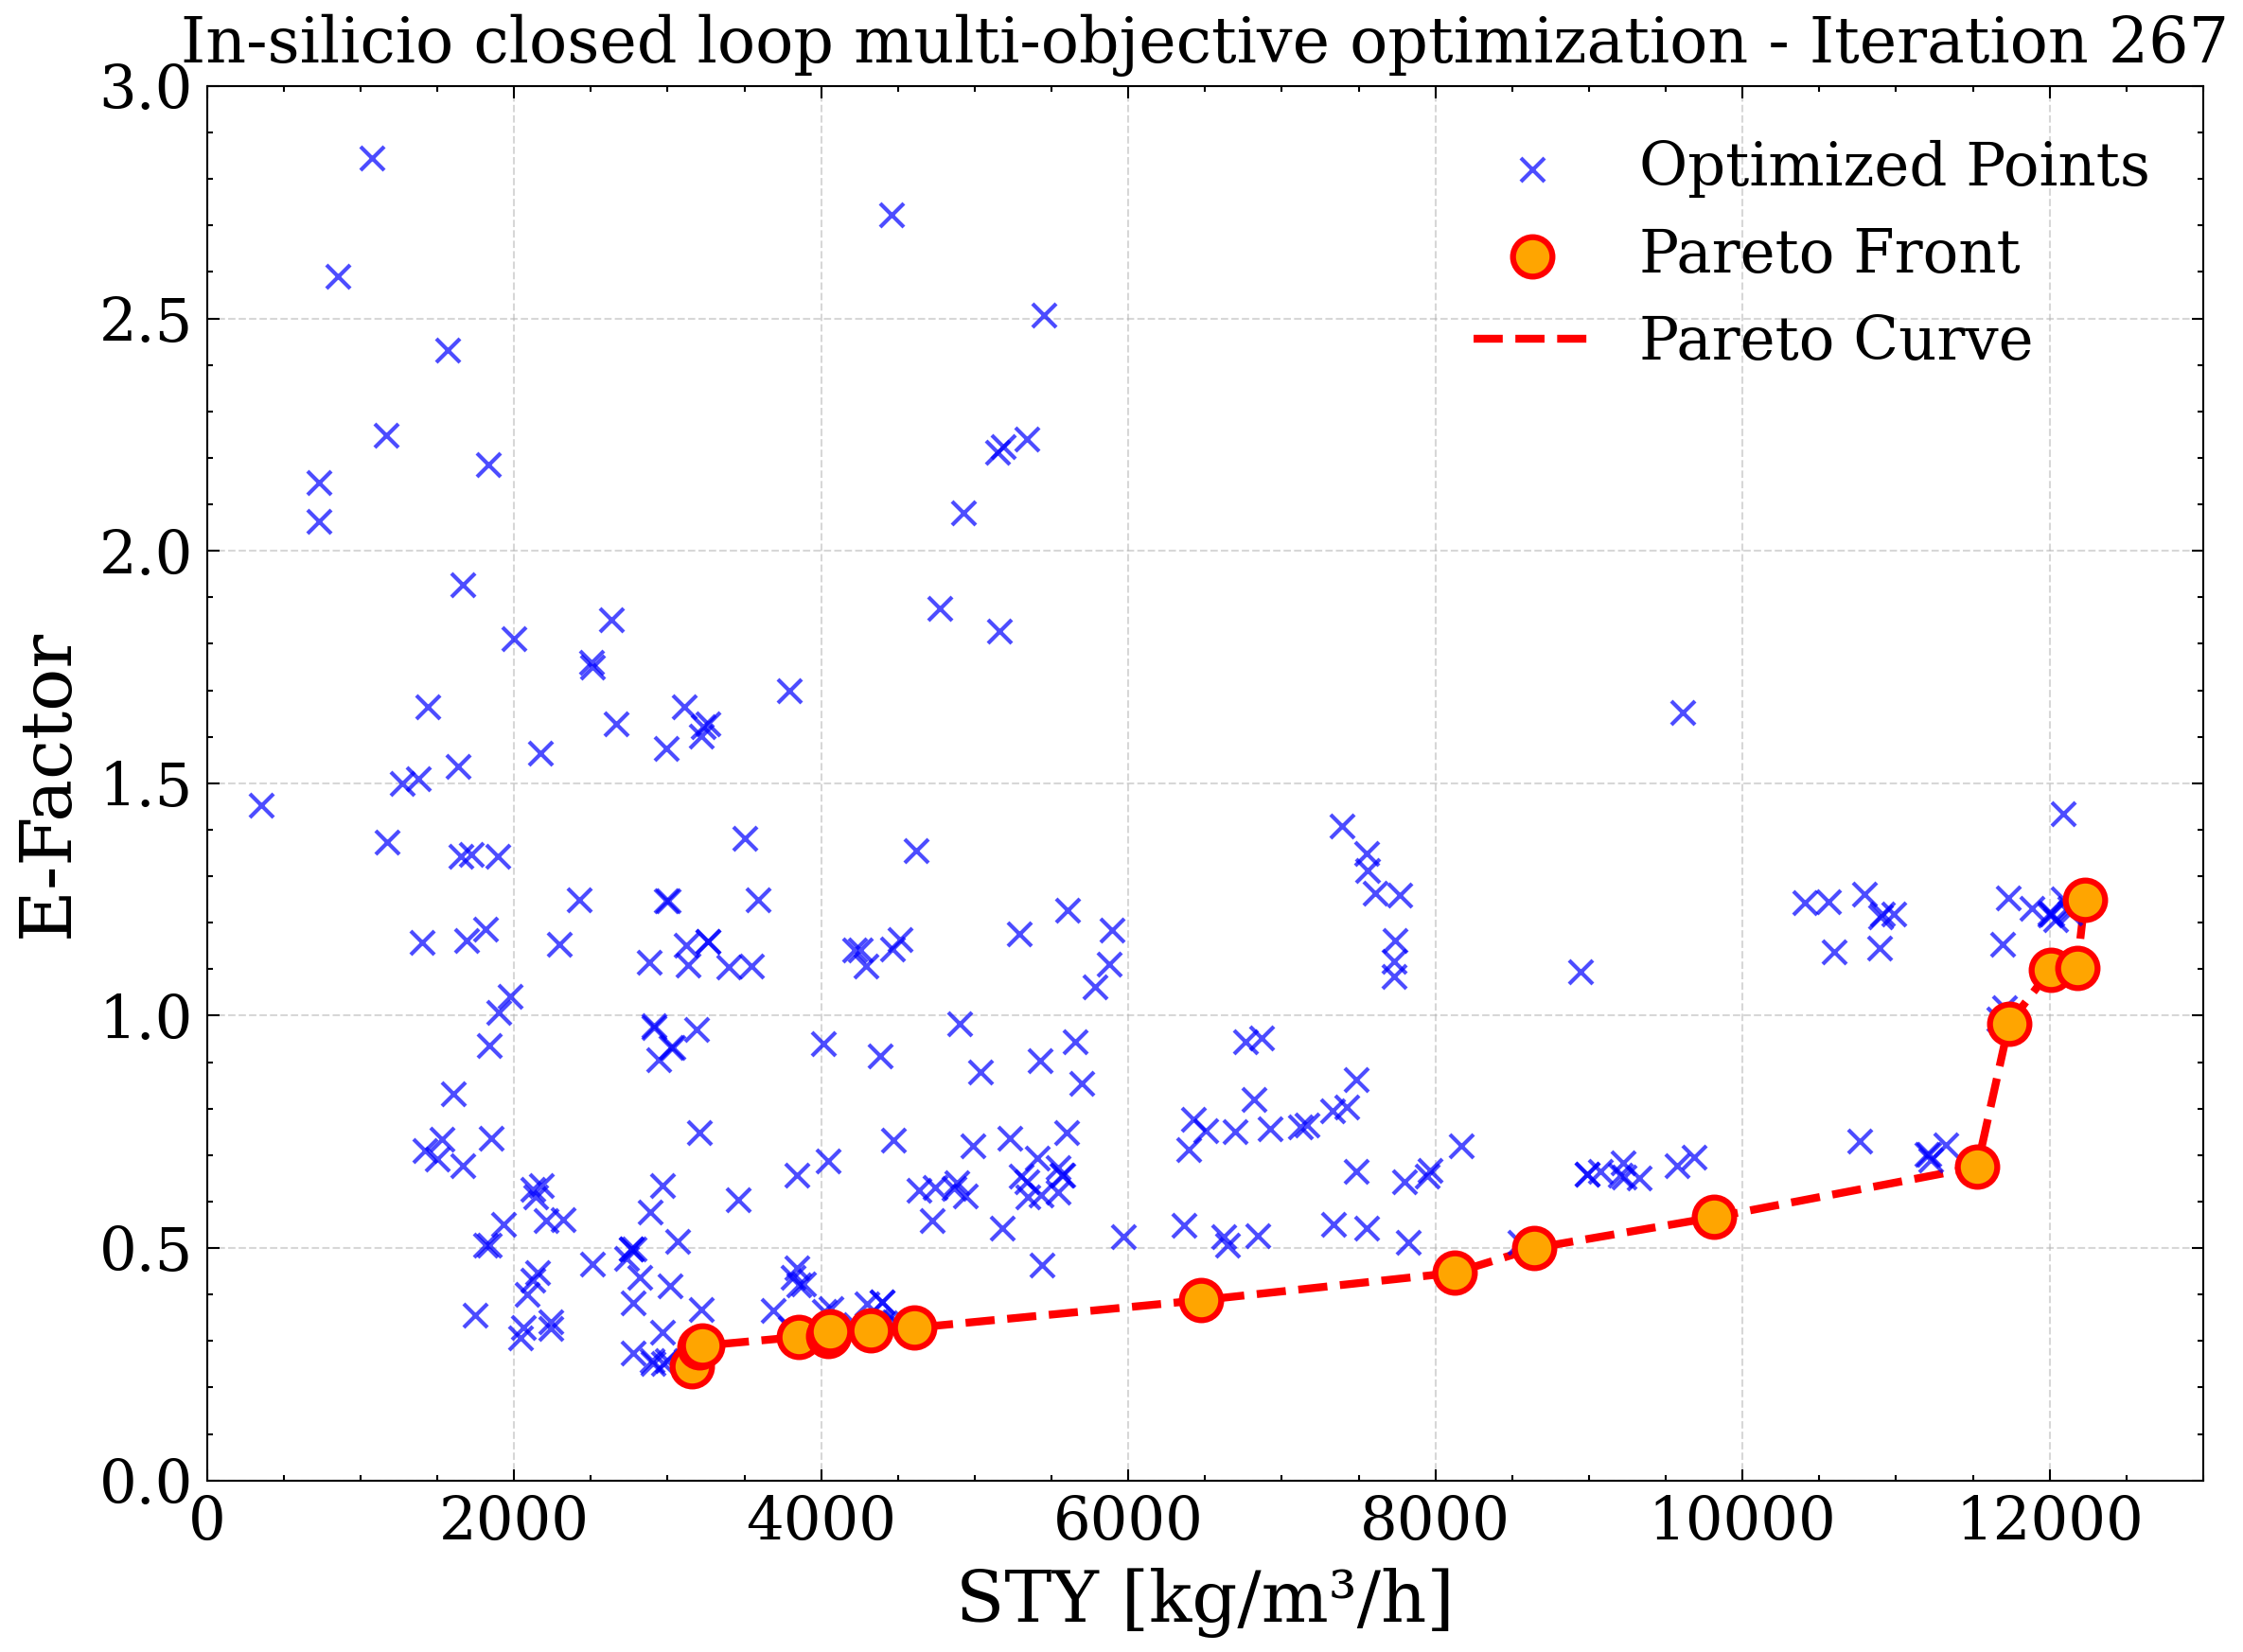 In-silicio closed loop multi-objective optimization - Iteration 267
3.0
2.5
2.0
1.5
1.0
0.5
0.0
E-Factor
Optimized Points
Pareto Front
Pareto Curve
0 2000 4000 6000 8000 10000 12000
STY [kg/m³/h]